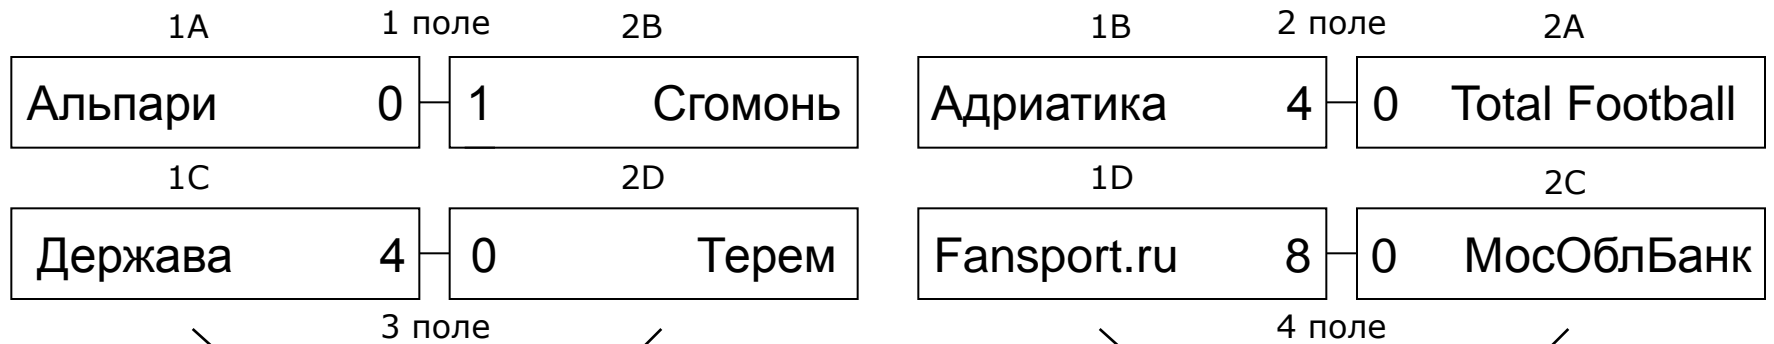 1A 1 поле 2B 1B 2 поле 2A
Альпари 0 1 Сгомонь Адриатика 4 0 Total Football
1C 2D 1D 2C
Держава 4 0 Терем Fansport.ru 8 0 МосОблБанк
3 поле 4 поле